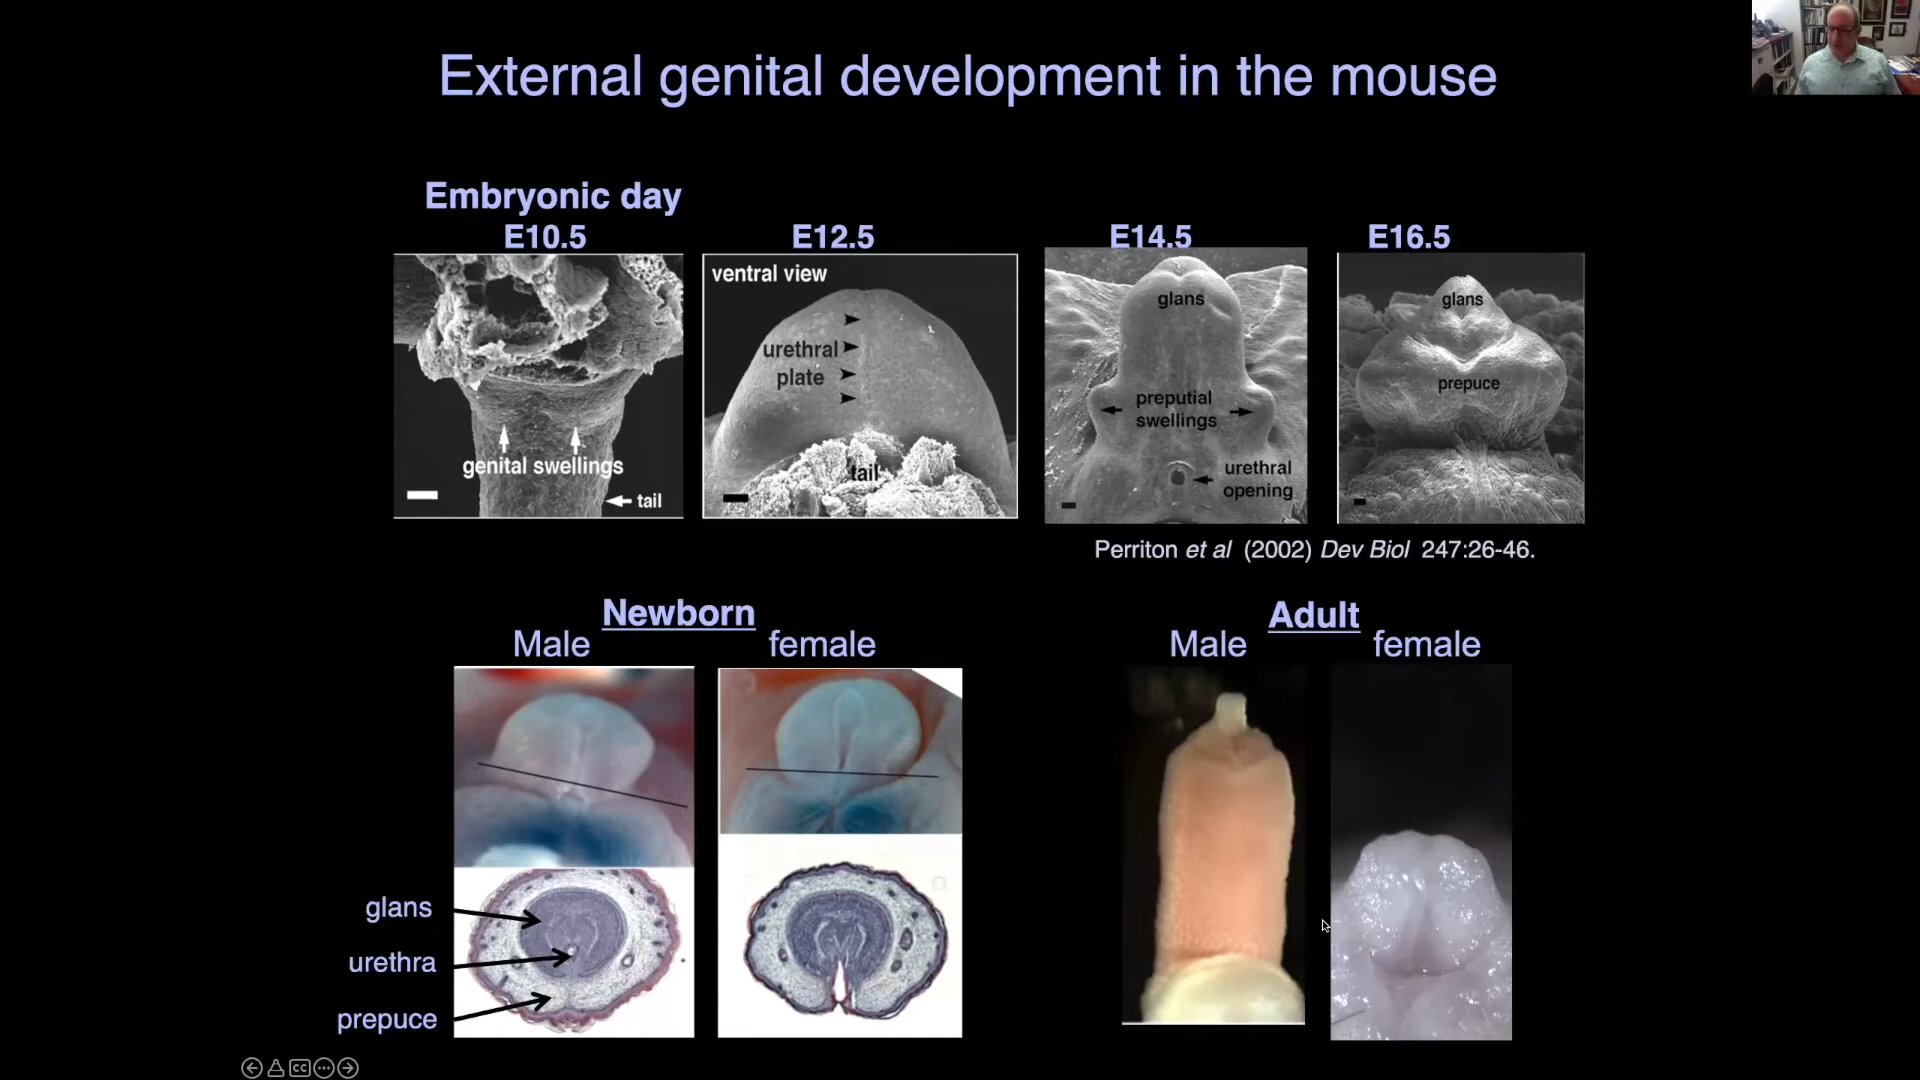 External genital development in the mouse
Embryonic day
E10.5
E12.5
E14.5
E16.5
genital swellings
tail
ventral view
urethral
plate
tail
glans
preputial
swellings
urethral
opening
glans
prepuce
Perriton et al (2002) Dev Biol 247:26-46.
Newborn
Male
female
Adult
Male
female
glans
urethra
prepuce
CC